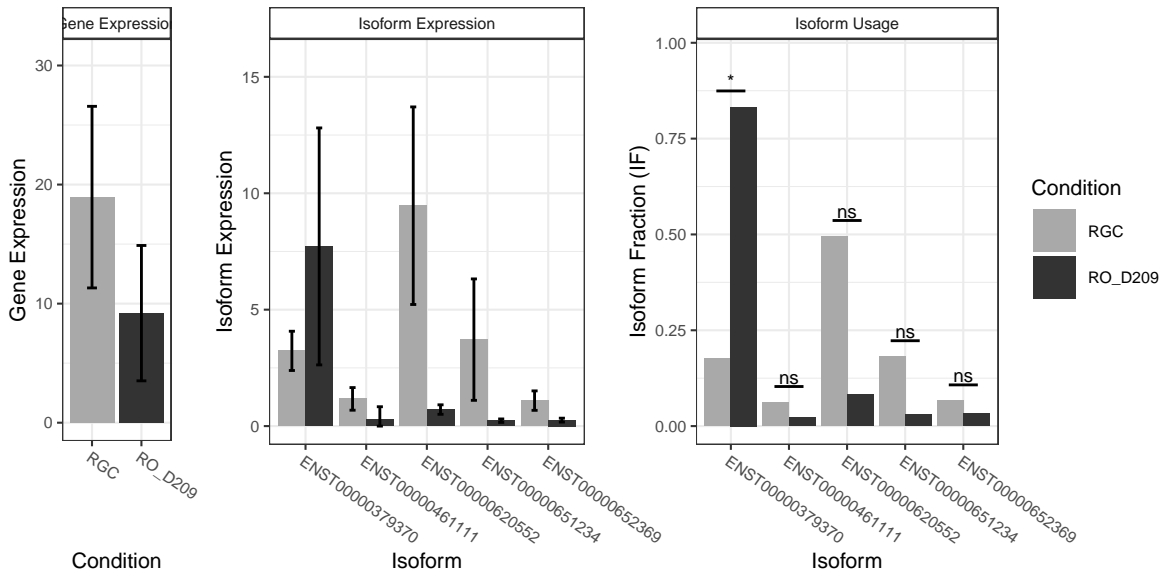 Gene Expression
Isoform Expression
Isoform Usage
Gene Expression
30
20
10
0
RGC
RO_D209
Condition
Isoform Expression
15
10
5
0
ENST00000379370
ENST00000461111
ENST00000620552
ENST00000651234
ENST00000652369
Isoform
Isoform Fraction (IF)
1.00
0.75
0.50
0.25
0.00
*
ns
ns
ns
ns
ENST00000379370
ENST00000461111
ENST00000620552
ENST00000651234
ENST00000652369
Isoform
Condition
RGC
RO_D209